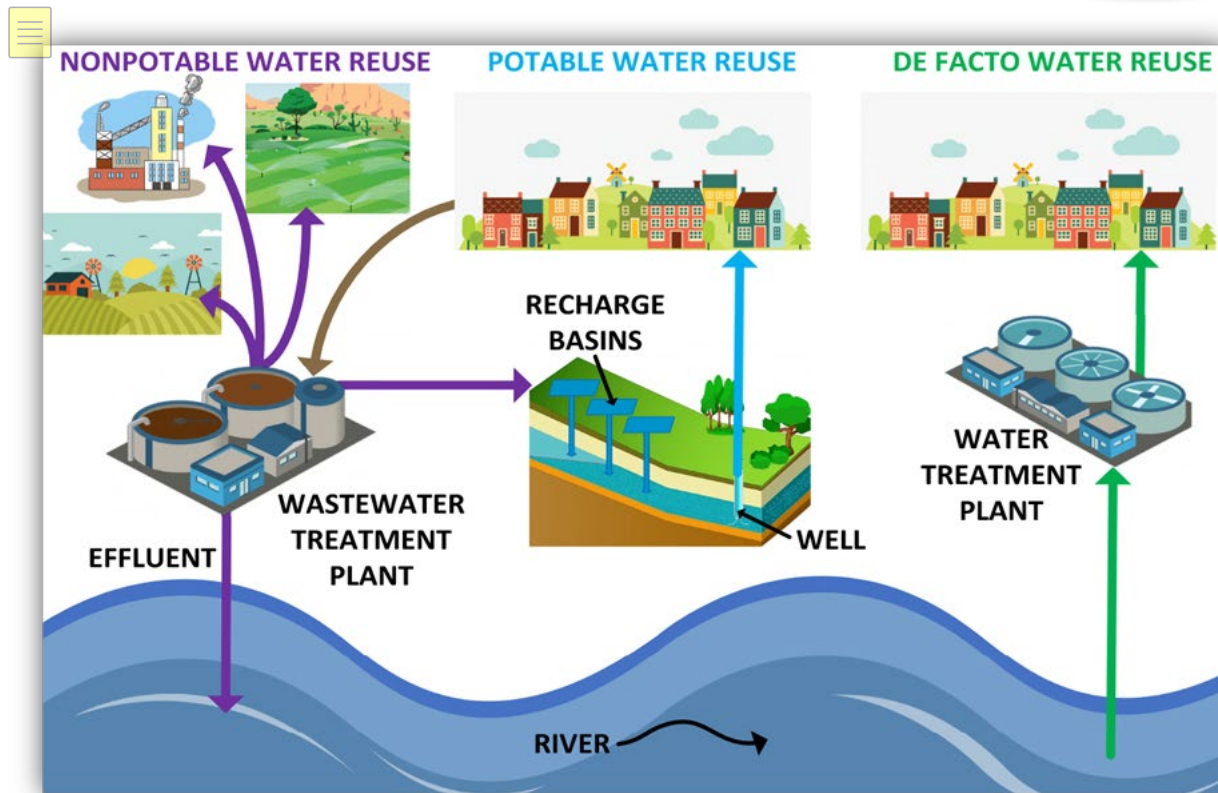 NONPOTABLE WATER REUSE
POTABLE WATER REUSE
DE FACTO WATER REUSE
RECHARGE
BASINS
WATER
TREATMENT
PLANT
WASTEWATER
TREATMENT
PLANT
WELL
EFFLUENT
RIVER